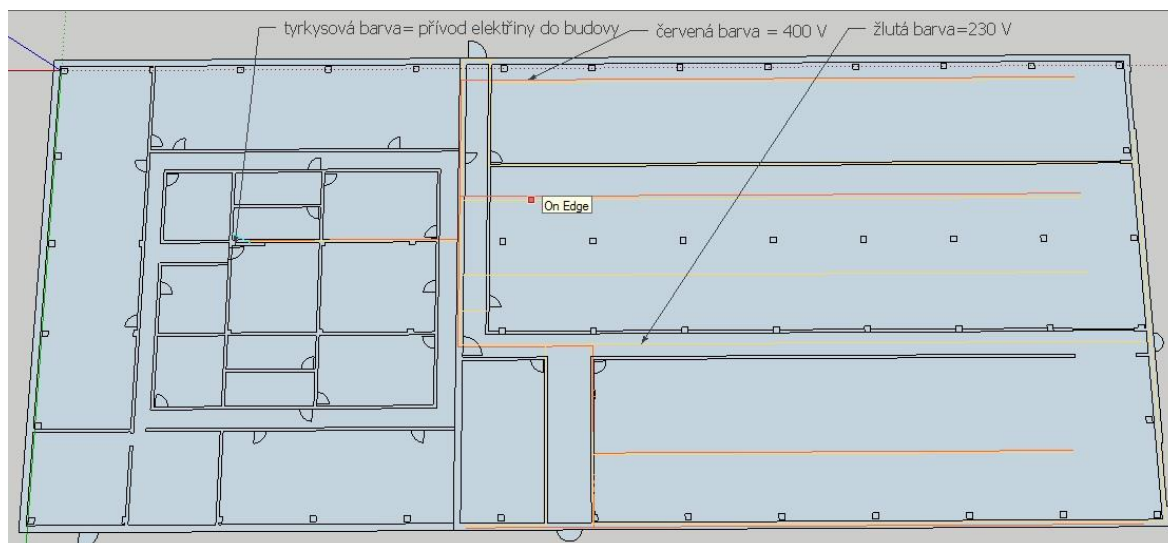 tyrkysová barva= přívod elektřiny do budovy
červená barva = 400 V
žlutá barva=230 V
On Edge